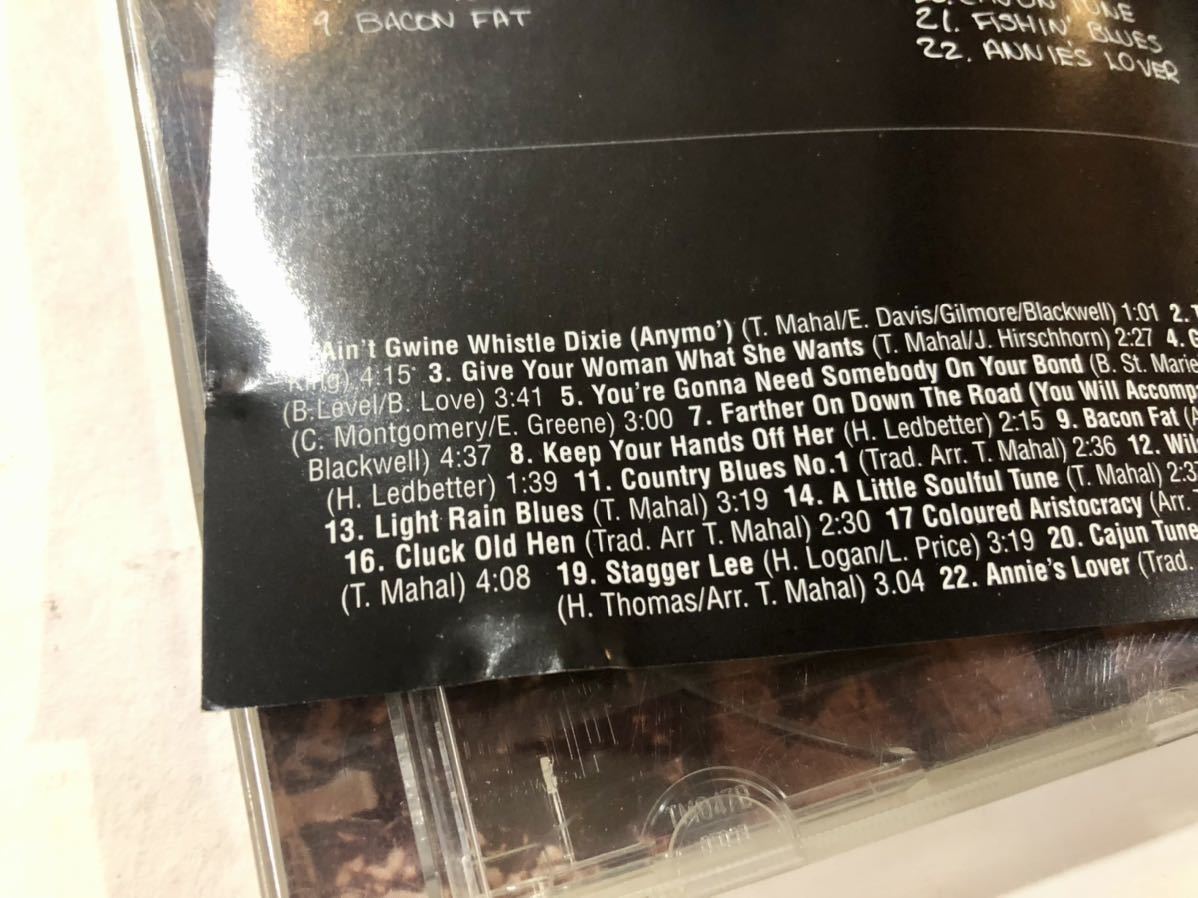 9. BACON FAT
TUNE
21. FISHIN' BLUES
22. ANNIE'S LOVER
Ain't Gwine Whistle Dixie (Anymo') (T. Mahal/E. Davis/Gilmore/Blackwell) 1:01 2.
King) 4:15 3. Give Your Woman What She Wants (T. Mahal/J. Hirschhorn) 2:27 4.
(B.Level/B. Love) 3:41 5. You're Gonna Need Somebody On Your Bond (B. St. Marie
(C. Montgomery/E. Greene) 3:00 7. Farther On Down The Road (You Will Accomp
Blackwell) 4:37 8. Keep Your Hands Off Her (H. Ledbetter) 2:15 9. Bacon Fat
(H. Ledbetter) 1:39 11. Country Blues No.1 (Trad. Arr. T. Mahal) 2:36 12. Wil
13. Light Rain Blues (T. Mahal) 3:19 14. A Little Soulful Tune (T. Mahal)
16. Cluck Old Hen (Trad. Arr T. Mahal) 2:30 17 Coloured Aristocracy (Arr.
(T. Mahal) 4:08 19. Stagger Lee (H. Logan/L. Price) 3:19 20. Cajun Tune
(H. Thomas/Arr. T. Mahal) 3.04 22. Annie's Lover (Trad.